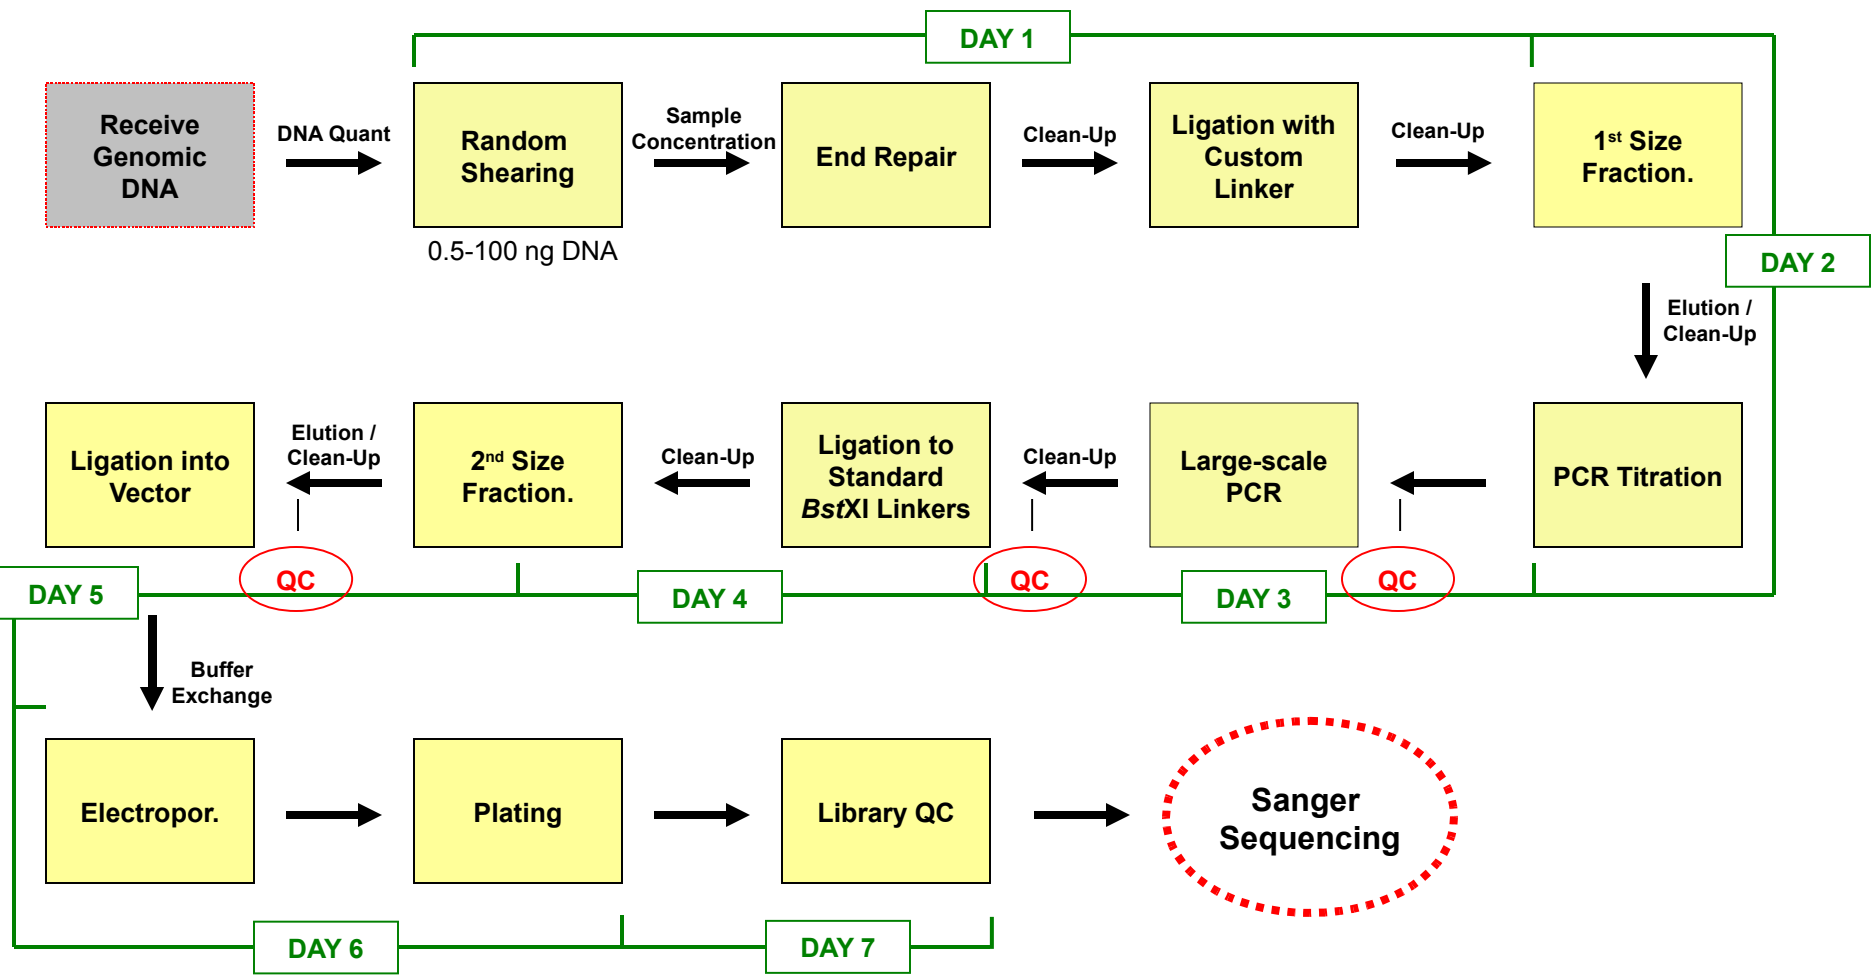 DAY 1
Receive
Genomic
DNA
DNA Quant
Random
Shearing
0.5-100 ng DNA
Sample
Concentration
End Repair
Clean-Up
Ligation with
Custom
Linker
Clean-Up
1st Size
Fraction.
DAY 2
Elution /
Clean-Up
PCR Titration
QC
Large-scale
PCR
DAY 3
Clean-Up
QC
Ligation to
Standard
BstXI Linkers
DAY 4
Clean-Up
2nd Size
Fraction.
Elution /
Clean-Up
QC
Ligation into
Vector
DAY 5
Buffer
Exchange
Electropor.
Plating
Library QC
Sanger
Sequencing
DAY 6
DAY 7